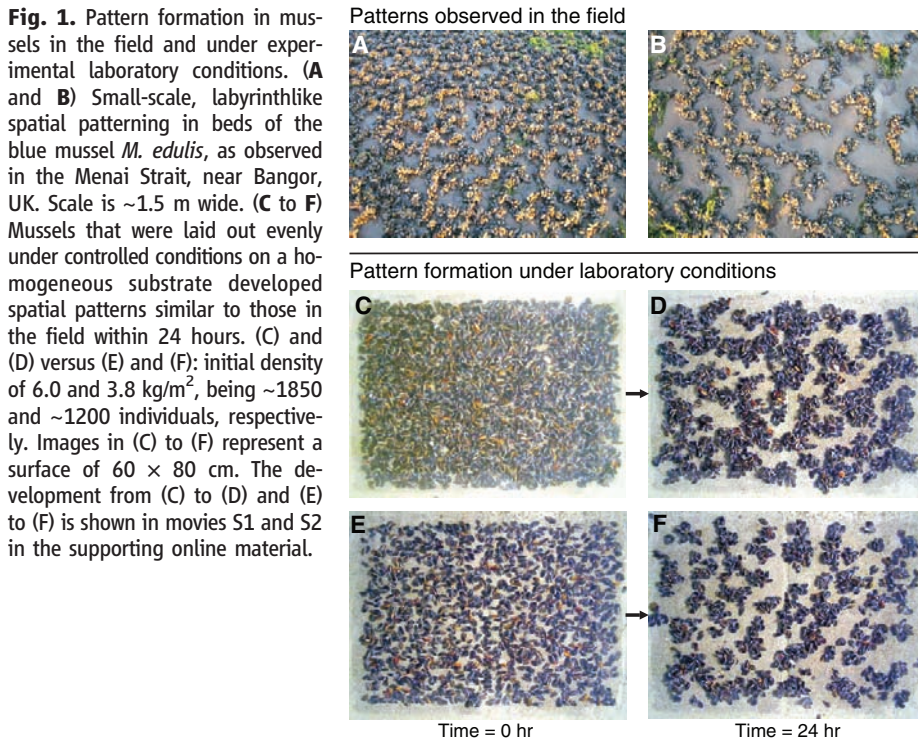 Fig. 1. Pattern formation in mus-
sels in the field and under exper-
imental laboratory conditions. (A
and B) Small-scale, labyrinthlike
spatial patterning in beds of the
blue mussel M. edulis, as observed
in the Menai Strait, near Bangor,
UK. Scale is ~1.5 m wide. (C to F)
Mussels that were laid out evenly
under controlled conditions on a ho-
mogeneous substrate developed
spatial patterns similar to those in
the field within 24 hours. (C) and
(D) versus (E) and (F): initial density
of 6.0 and 3.8 kg/m², being ~1850
and ~1200 individuals, respective-
ly. Images in (C) to (F) represent a
surface of 60 × 80 cm. The de-
velopment from (C) to (D) and (E)
to (F) is shown in movies S1 and S2
in the supporting online material.
Patterns observed in the field
A
B
Pattern formation under laboratory conditions
C
D
E
F
Time = 0 hr
Time = 24 hr